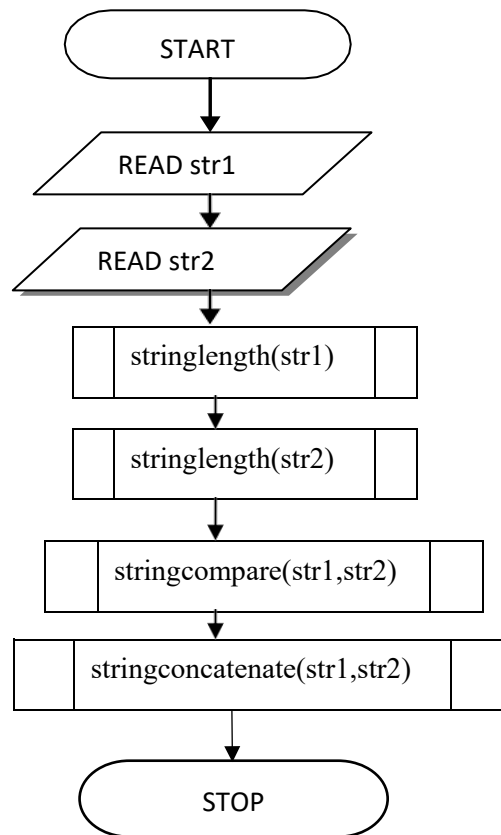 START
READ str1
READ str2
stringlength(str1)
stringlength(str2)
stringcompare(str1,str2)
stringconcatenate(str1,str2)
STOP